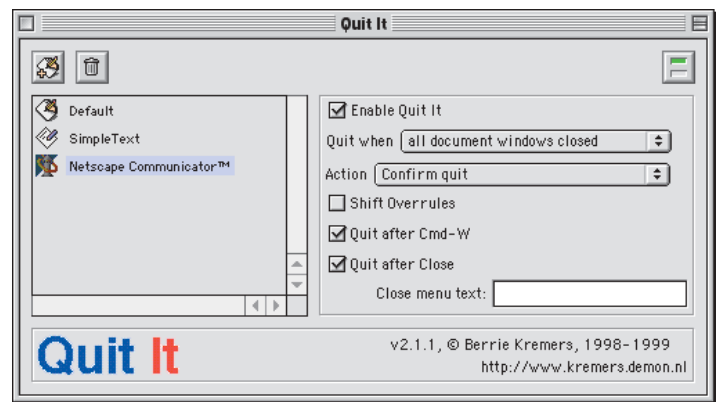 Quit It
Default
SimpleText
Netscape Communicator™
Enable Quit It
Quit when all document windows closed
Action Confirm quit
Shift Overrules
Quit after Cmd-W
Quit after Close
Close menu text:
Quit It
v2.1.1, © Berrie Kremers, 1998-1999
http://www.kremers.demon.nl